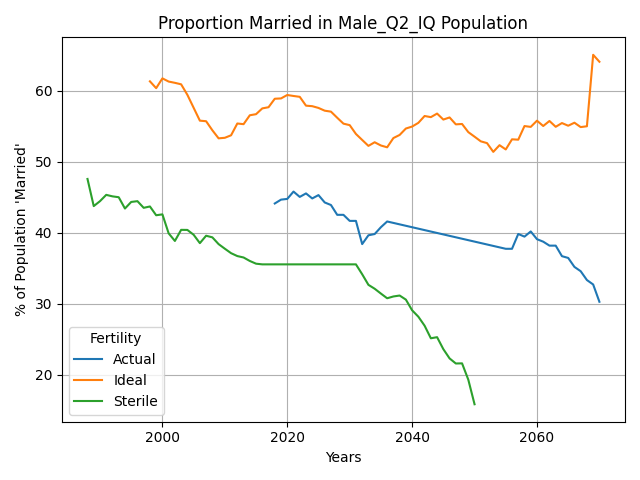 Proportion Married in Male_Q2_IQ Population
% of Population 'Married'
60
50
40
30
20
Fertility
Actual
Ideal
Sterile
2000 2020 2040 2060
Years